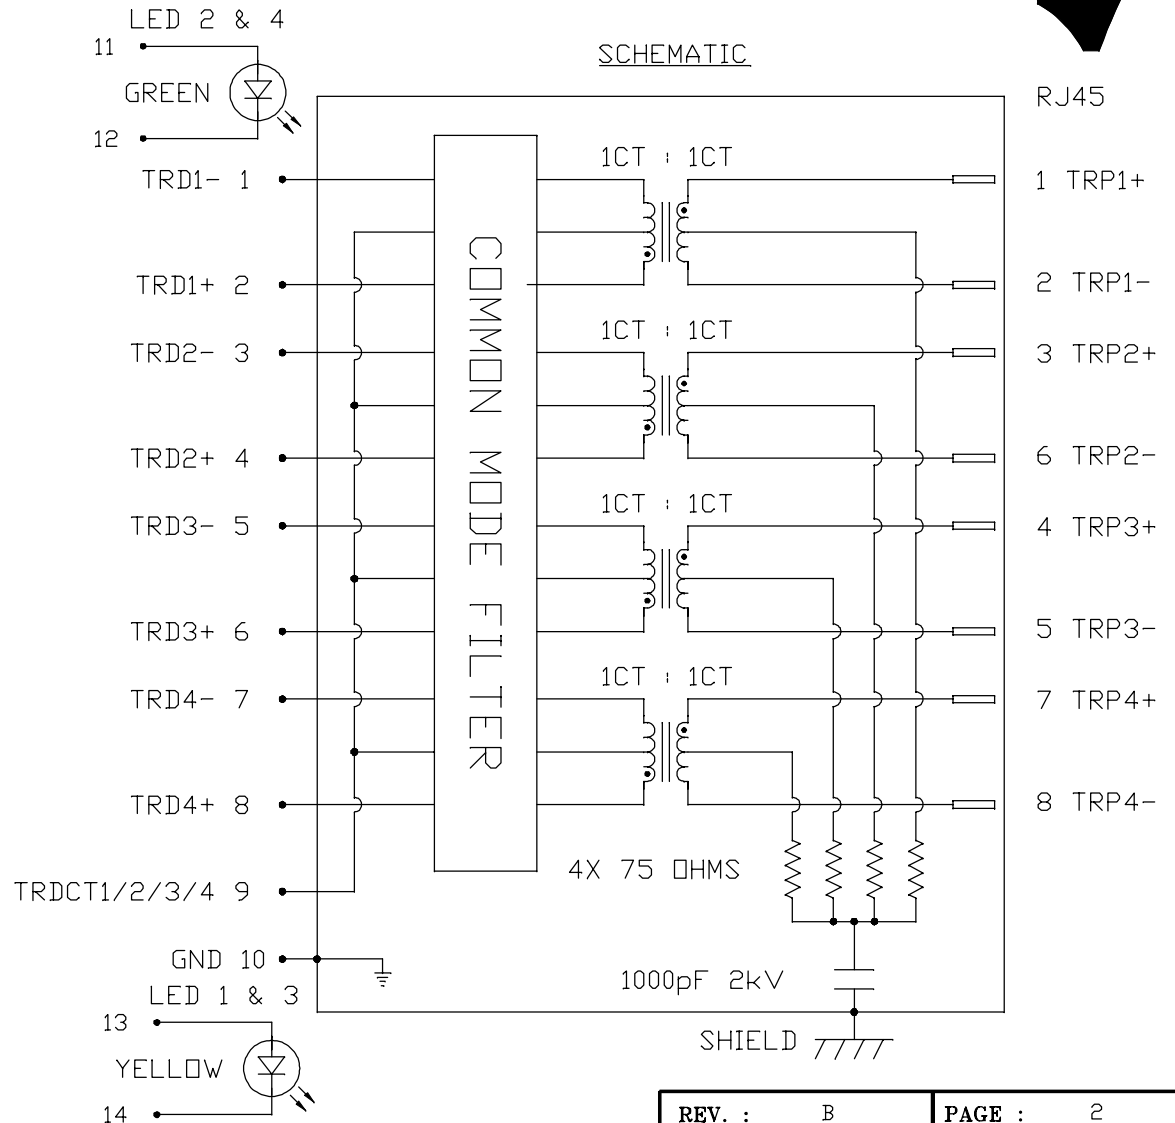 LED 2 & 4
11
GREEN
12
SCHEMATIC
RJ45
1CT : 1CT
TRD1- 1
1 TRP1+
TRD1+ 2
2 TRP1-
1CT : 1CT
TRD2- 3
3 TRP2+
TRD2+ 4
6 TRP2-
1CT : 1CT
TRD3- 5
4 TRP3+
TRD3+ 6
5 TRP3-
1CT : 1CT
TRD4- 7
7 TRP4+
TRD4+ 8
8 TRP4-
COMMON MODE FILTER
4X 75 OHMS
TRDCT1/2/3/4 9
GND 10
1000pF 2kV
LED 1 & 3
13
YELLOW
14
SHIELD
REV. : B
PAGE : 2